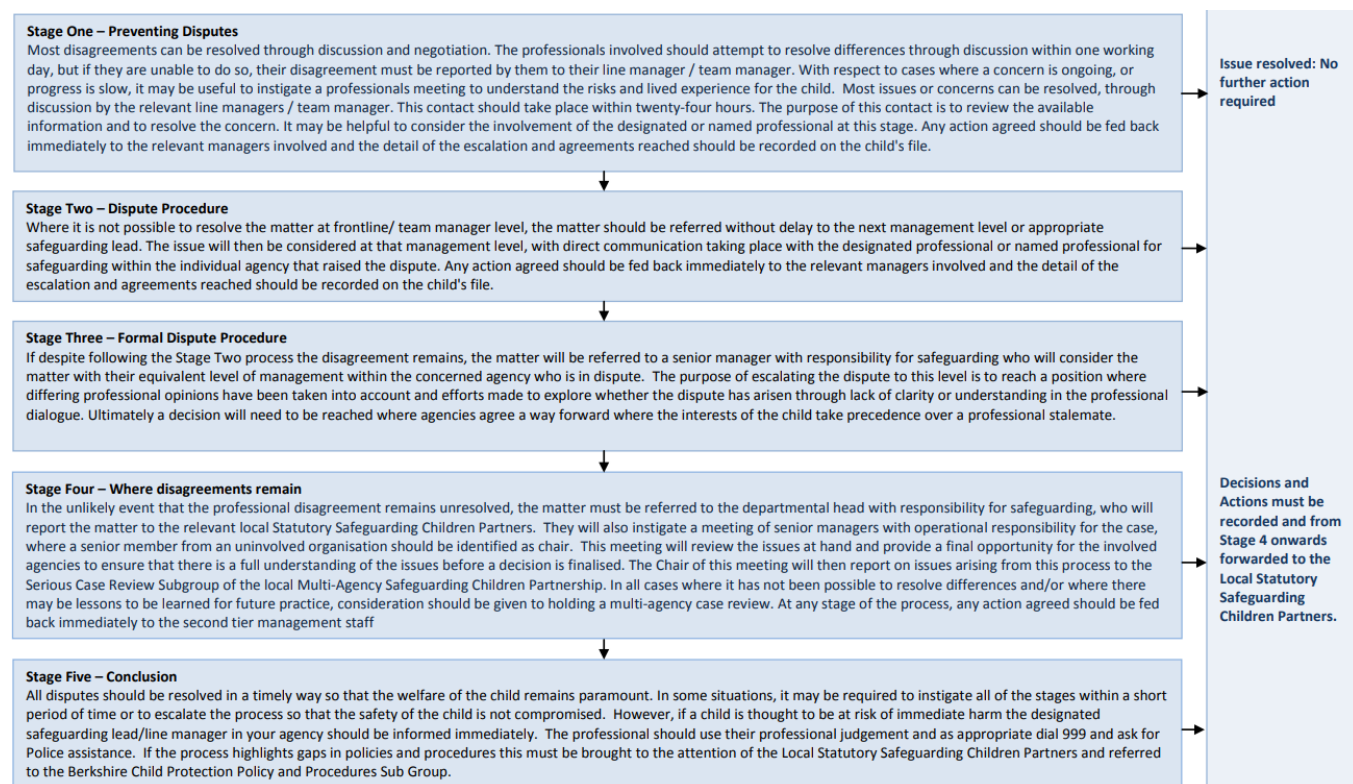 Stage One – Preventing Disputes
Most disagreements can be resolved through discussion and negotiation. The professionals involved should attempt to resolve differences through discussion within one working
day, but if they are unable to do so, their disagreement must be reported by them to their line manager / team manager. With respect to cases where a concern is ongoing, or
progress is slow, it may be useful to instigate a professionals meeting to understand the risks and lived experience for the child.  Most issues or concerns can be resolved, through
discussion by the relevant line managers / team manager. This contact should take place within twenty-four hours. The purpose of this contact is to review the available
information and to resolve the concern. It may be helpful to consider the involvement of the designated or named professional at this stage. Any action agreed should be fed back
immediately to the relevant managers involved and the detail of the escalation and agreements reached should be recorded on the child's file.
Issue resolved: No
further action
required
Stage Two – Dispute Procedure
Where it is not possible to resolve the matter at frontline/ team manager level, the matter should be referred without delay to the next management level or appropriate
safeguarding lead. The issue will then be considered at that management level, with direct communication taking place with the designated professional or named professional for
safeguarding within the individual agency that raised the dispute. Any action agreed should be fed back immediately to the relevant managers involved and the detail of the
escalation and agreements reached should be recorded on the child's file.
Stage Three – Formal Dispute Procedure
If despite following the Stage Two process the disagreement remains, the matter will be referred to a senior manager with responsibility for safeguarding who will consider the
matter with their equivalent level of management within the concerned agency who is in dispute.  The purpose of escalating the dispute to this level is to reach a position where
differing professional opinions have been taken into account and efforts made to explore whether the dispute has arisen through lack of clarity or understanding in the professional
dialogue. Ultimately a decision will need to be reached where agencies agree a way forward where the interests of the child take precedence over a professional stalemate.
Stage Four – Where disagreements remain
In the unlikely event that the professional disagreement remains unresolved, the matter must be referred to the departmental head with responsibility for safeguarding, who will
report the matter to the relevant local Statutory Safeguarding Children Partners.  They will also instigate a meeting of senior managers with operational responsibility for the case,
where a senior member from an uninvolved organisation should be identified as chair.  This meeting will review the issues at hand and provide a final opportunity for the involved
agencies to ensure that there is a full understanding of the issues before a decision is finalised. The Chair of this meeting will then report on issues arising from this process to the
Serious Case Review Subgroup of the local Multi-Agency Safeguarding Children Partnership. In all cases where it has not been possible to resolve differences and/or where there
may be lessons to be learned for future practice, consideration should be given to holding a multi-agency case review. At any stage of the process, any action agreed should be fed
back immediately to the second tier management staff
Decisions and
Actions must be
recorded and from
Stage 4 onwards
forwarded to the
Local Statutory
Safeguarding
Children Partners.
Stage Five – Conclusion
All disputes should be resolved in a timely way so that the welfare of the child remains paramount. In some situations, it may be required to instigate all of the stages within a short
period of time or to escalate the process so that the safety of the child is not compromised.  However, if a child is thought to be at risk of immediate harm the designated
safeguarding lead/line manager in your agency should be informed immediately.  The professional should use their professional judgement and as appropriate dial 999 and ask for
Police assistance.  If the process highlights gaps in policies and procedures this must be brought to the attention of the Local Statutory Safeguarding Children Partners and referred
to the Berkshire Child Protection Policy and Procedures Sub Group.